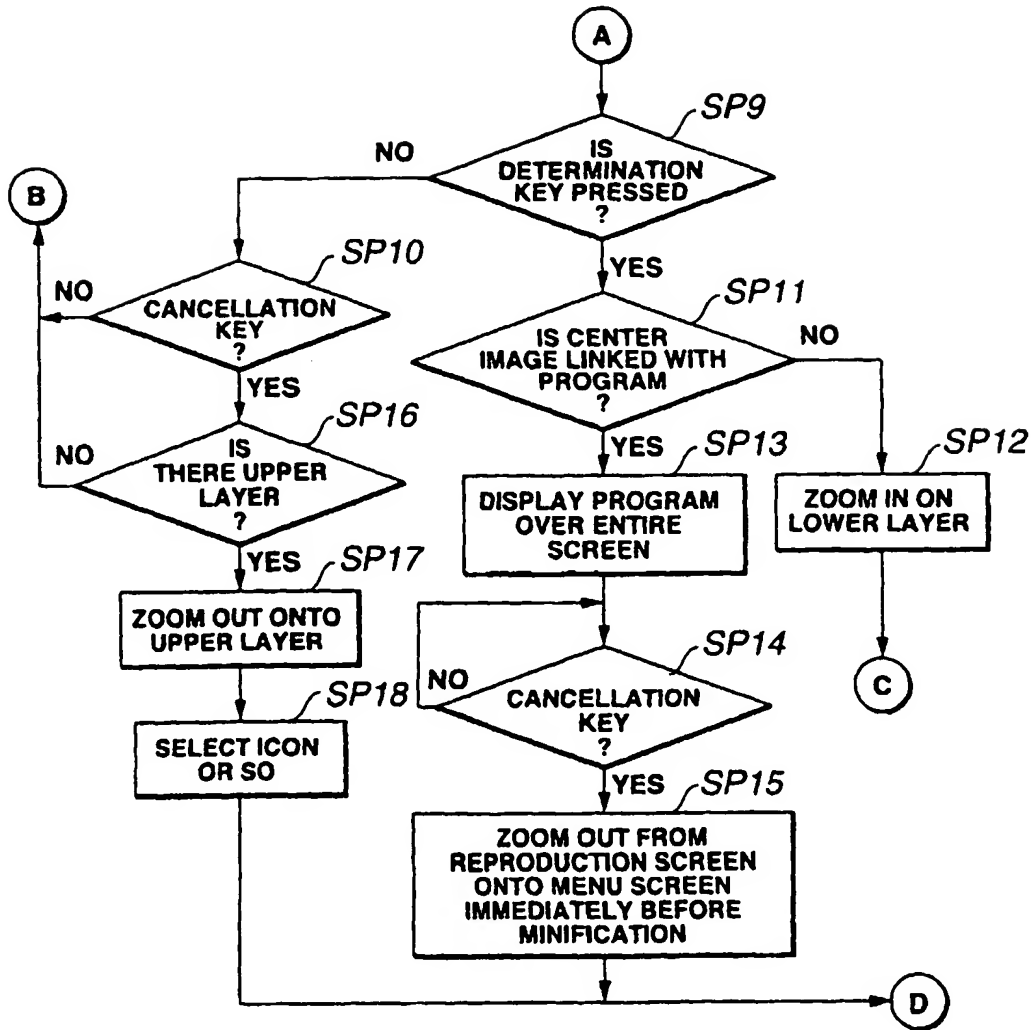 A
SP9
NO
IS
DETERMINATION
KEY PRESSED
?
B
YES
SP10
NO
CANCELLATION
KEY
?
SP11
IS CENTER
IMAGE LINKED WITH
PROGRAM
?
NO
YES
SP16
NO
IS
THERE UPPER
LAYER
?
YES
SP13
DISPLAY PROGRAM
OVER ENTIRE
SCREEN
SP12
ZOOM IN ON
LOWER LAYER
YES
SP17
ZOOM OUT ONTO
UPPER LAYER
SP14
NO
CANCELLATION
KEY
?
C
SP18
SELECT ICON
OR SO
YES
SP15
ZOOM OUT FROM
REPRODUCTION SCREEN
ONTO MENU SCREEN
IMMEDIATELY BEFORE
MINIFICATION
D